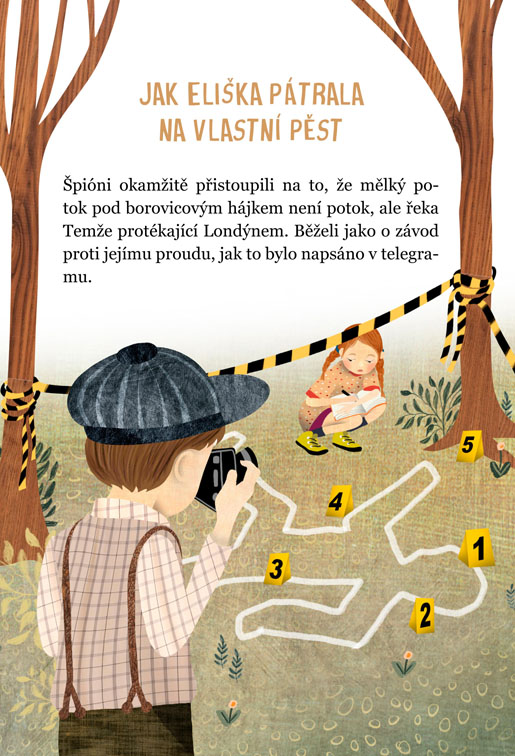 JAK ELIŠKA PÁTRALA
NA VLASTNÍ PĚST
Špióni okamžitě přistoupili na to, že mělký po-
tok pod borovicovým hájkem není potok, ale řeka
Temže protékající Londýnem. Běželi jako o závod
proti jejímu proudu, jak to bylo napsáno v telegra-
mu.
5
4
1
3
2